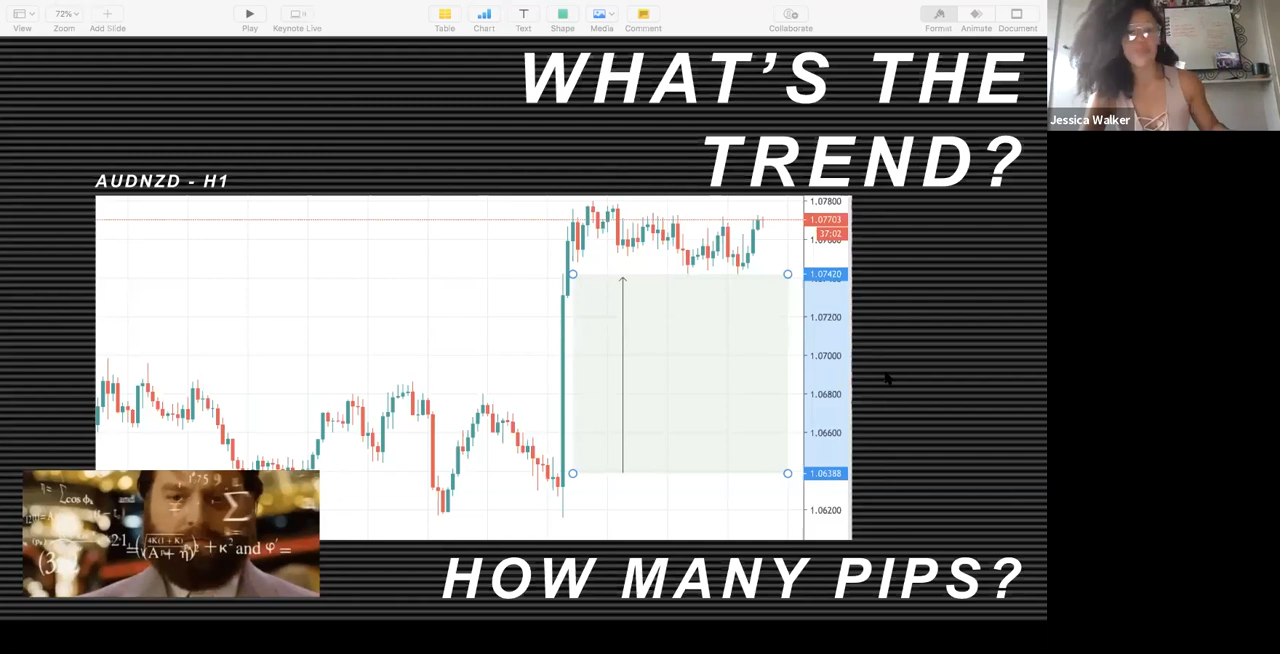 View
72%
Zoom
Add Slide
Play
Keynote Live
Table
Chart
Text
Shape
Media
Comment
Collaborate
Format
Animate
Document
WHAT'S THE
TREND?
Jessica Walker
AUDNZD - H1
1.07800
1.07703
37:02
1.07420
1.07200
1.07000
1.06800
1.06600
1.06388
1.06200
HOW MANY PIPS?